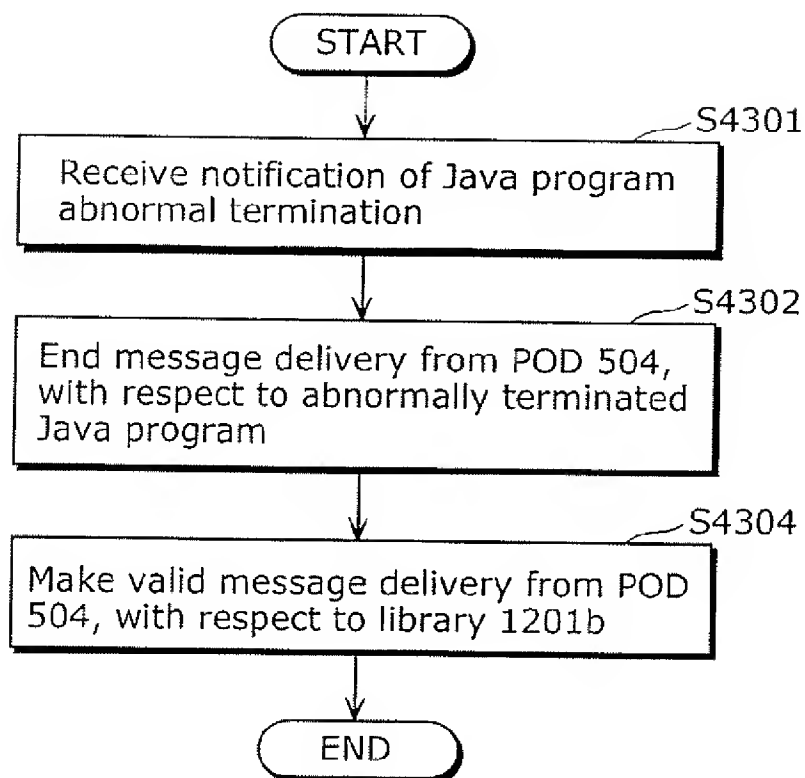 START
S4301
Receive notification of Java program
abnormal termination
S4302
End message delivery from POD 504,
with respect to abnormally terminated
Java program
S4304
Make valid message delivery from POD
504, with respect to library 1201b
END